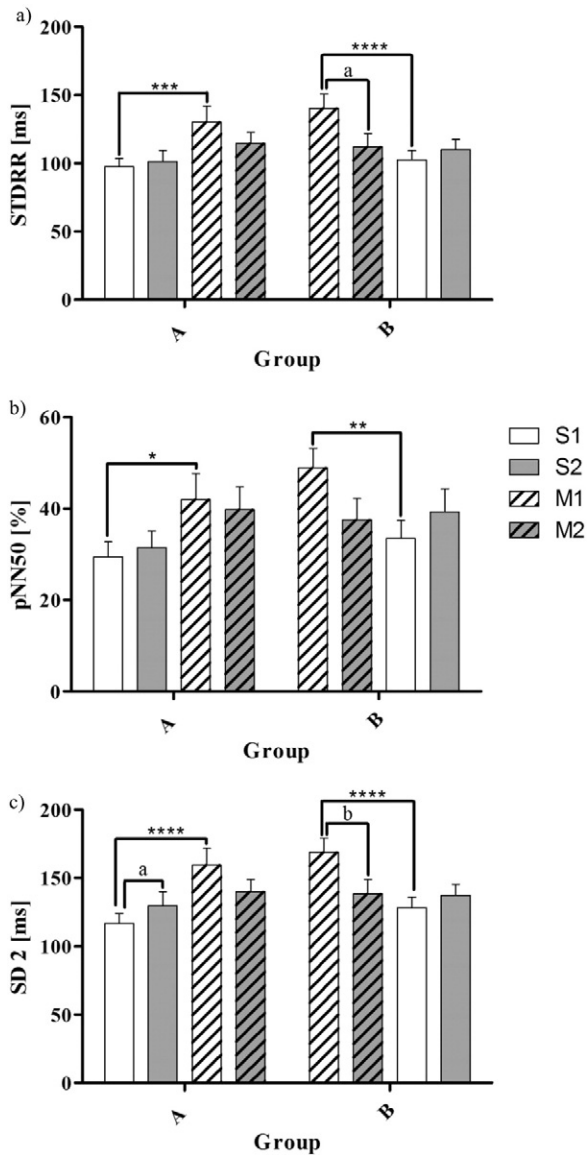 a)
200
150
100
50
0
STDRR [ms]
***
****
a
A
B
Group
b)
60
40
20
0
pNN50 [%]
*
**
A
B
Group
S1
S2
M1
M2
c)
200
150
100
50
0
SD 2 [ms]
****
a
****
b
A
B
Group